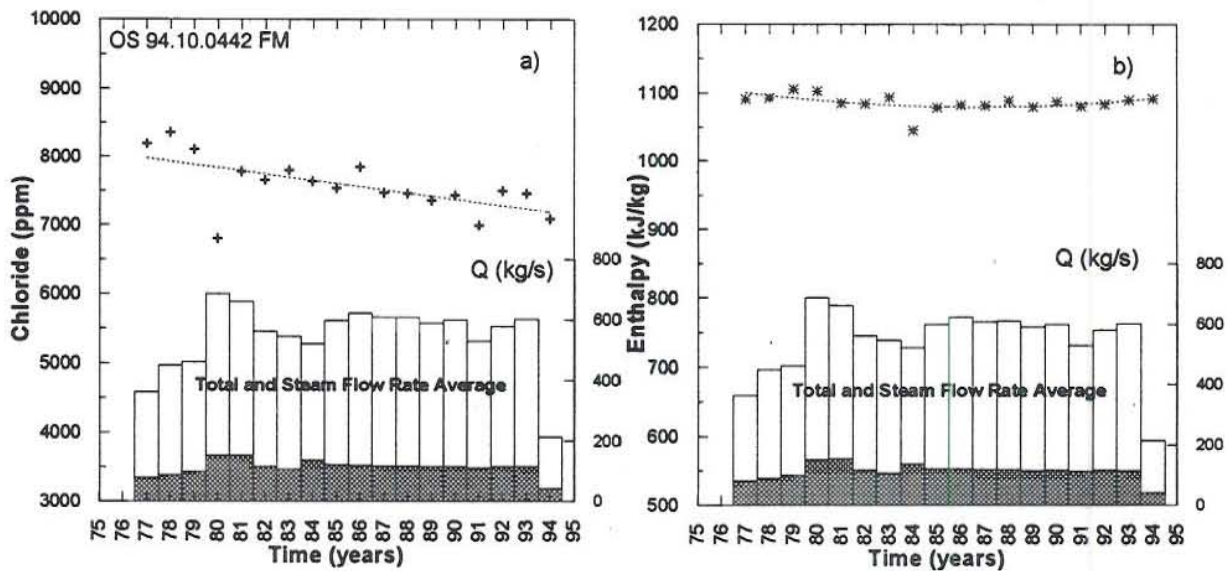 OS 94.10.0442 FM
a)
10000
9000
8000
7000
6000
5000
4000
3000
Chloride (ppm)
Q (kg/s)
800
600
400
200
0
Total and Steam Flow Rate Average
75 76 77 78 79 80 81 82 83 84 85 86 87 88 89 90 91 92 93 94 95
Time (years)
b)
1200
1100
1000
900
800
700
600
550
500
Enthalpy (kJ/kg)
Q (kg/s)
800
600
400
200
0
Total and Steam Flow Rate Average
75 76 77 78 79 80 81 82 83 84 85 86 87 88 89 90 91 92 93 94 95
Time (years)